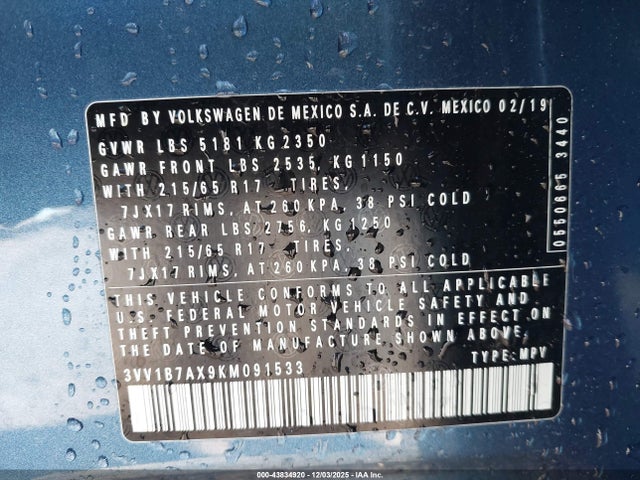 MFD BY VOLKSWAGEN DE MEXICO S.A. DE C.V. MEXICO 02/19
GVWR LBS 5181 KG 2350
GAWR FRONT LBS 2535, KG 1150
WITH 215/65 R17 TIRES.
7JX17 RIMS, AT 260 KPA, 38 PSI COLD
GAWR REAR LBS 2756, KG 1250
WITH 215/65 R17 TIRES.
7JX17 RIMS, AT 260 KPA, 38 PSI COLD
0550665 3440
THIS VEHICLE CONFORMS TO ALL APPLICABLE
U.S. FEDERAL MOTOR VEHICLE SAFETY AND
THEFT PREVENTION STANDARDS IN EFFECT ON
THE DATE OF MANUFACTURE SHOWN ABOVE.
3VV1B7AX9KM091533 TYPE: MPV
000-43834920 - 12/03/2025 - IAA Inc.